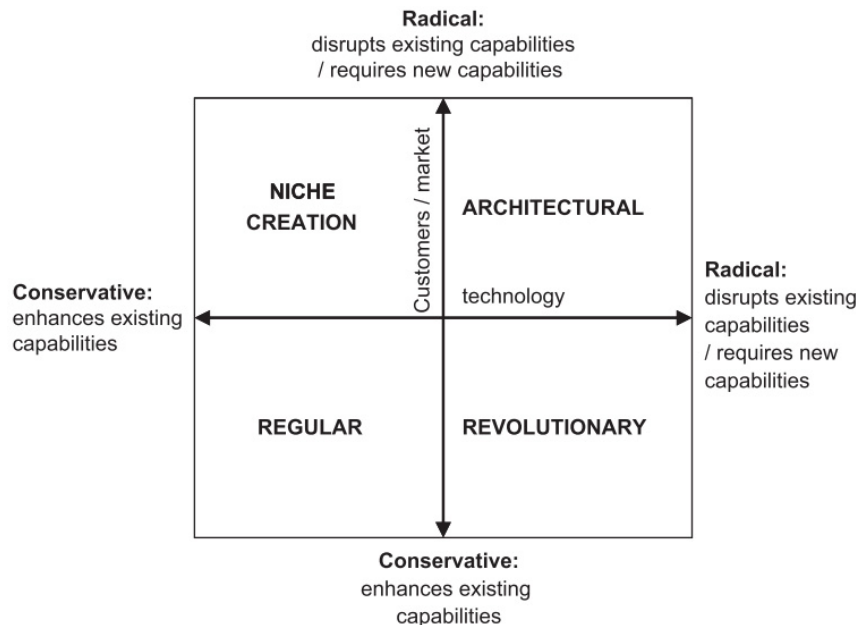 Radical:
disrupts existing capabilities
/ requires new capabilities
NICHE
CREATION
Customers / market
ARCHITECTURAL
technology
Conservative:
enhances existing
capabilities
Radical:
disrupts existing
capabilities
/ requires new
capabilities
REGULAR
REVOLUTIONARY
Conservative:
enhances existing
capabilities